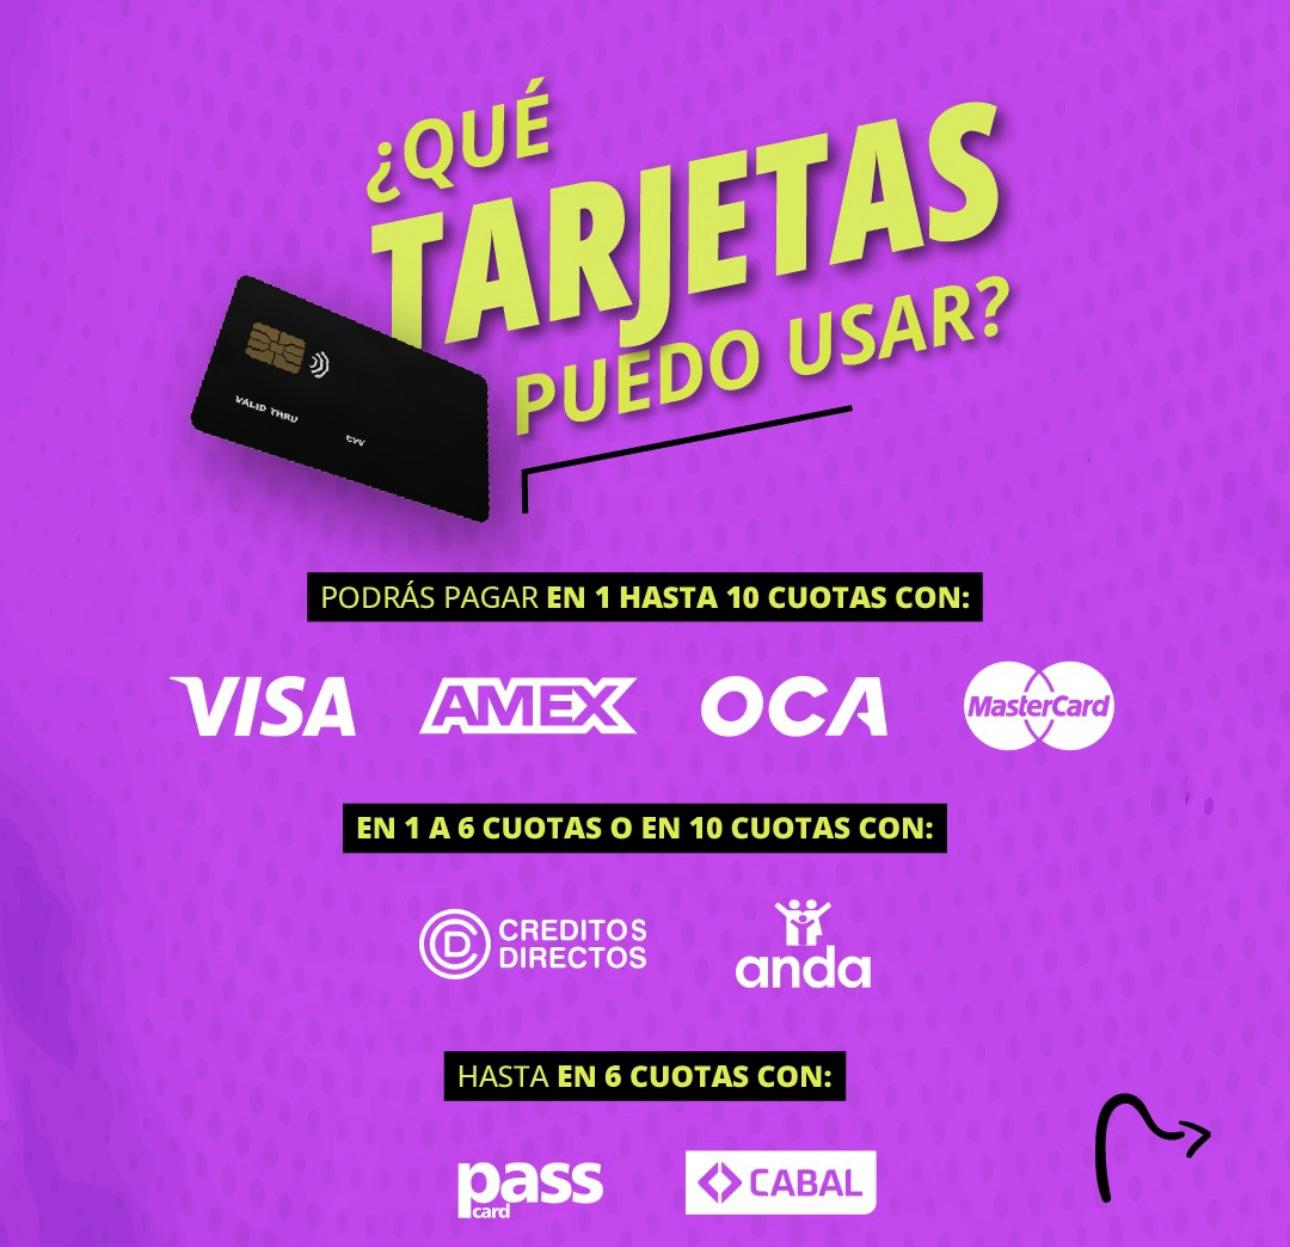 ¿QUÉ
TARJETAS
PUEDO USAR?
VALID THRU
CVV
PODRÁS PAGAR EN 1 HASTA 10 CUOTAS CON:
VISA AMEX OCA MasterCard
EN 1 A 6 CUOTAS O EN 10 CUOTAS CON:
CD CREDITOS
DIRECTOS
anda
HASTA EN 6 CUOTAS CON:
pass
card
CABAL